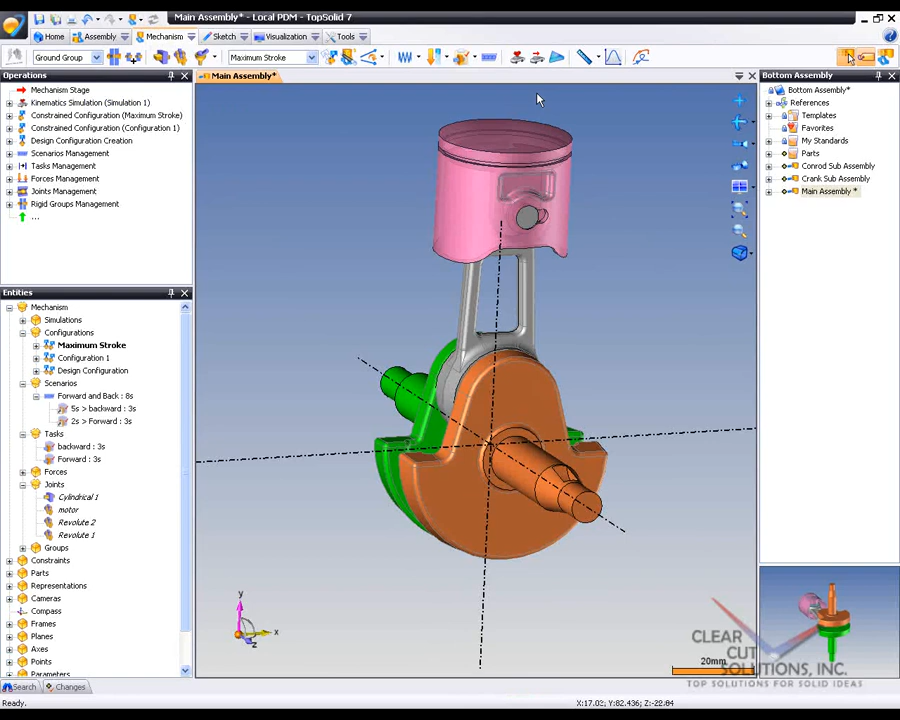 Main Assembly* - Local PDM - TopSolid 7
Home Assembly Mechanism Sketch Visualization Tools
Ground Group Maximum Stroke
Operations
Mechanism Stage
Kinematics Simulation (Simulation 1)
Constrained Configuration (Maximum Stroke)
Constrained Configuration (Configuration 1)
Design Configuration Creation
Scenarios Management
Tasks Management
Forces Management
Joints Management
Rigid Groups Management
...
Entities
Mechanism
Simulations
Configurations
Maximum Stroke
Configuration 1
Design Configuration
Scenarios
Forward and Back : 8s
5s > backward : 3s
2s > Forward : 3s
Tasks
backward : 3s
Forward : 3s
Forces
Joints
Cylindrical 1
motor
Revolute 2
Revolute 1
Groups
Constraints
Parts
Representations
Cameras
Compass
Frames
Planes
Axes
Points
Parameters
Search Changes
Ready.
Main Assembly*
y
x
z
20mm
Bottom Assembly
Bottom Assembly*
References
Templates
Favorites
My Standards
Parts
Conrod Sub Assembly
Crank Sub Assembly
Main Assembly *
CLEAR
CUT
SOLUTIONS, INC.
TOP SOLUTIONS FOR SOLID IDEAS
X:17.02; Y:82.436; Z:-22.84